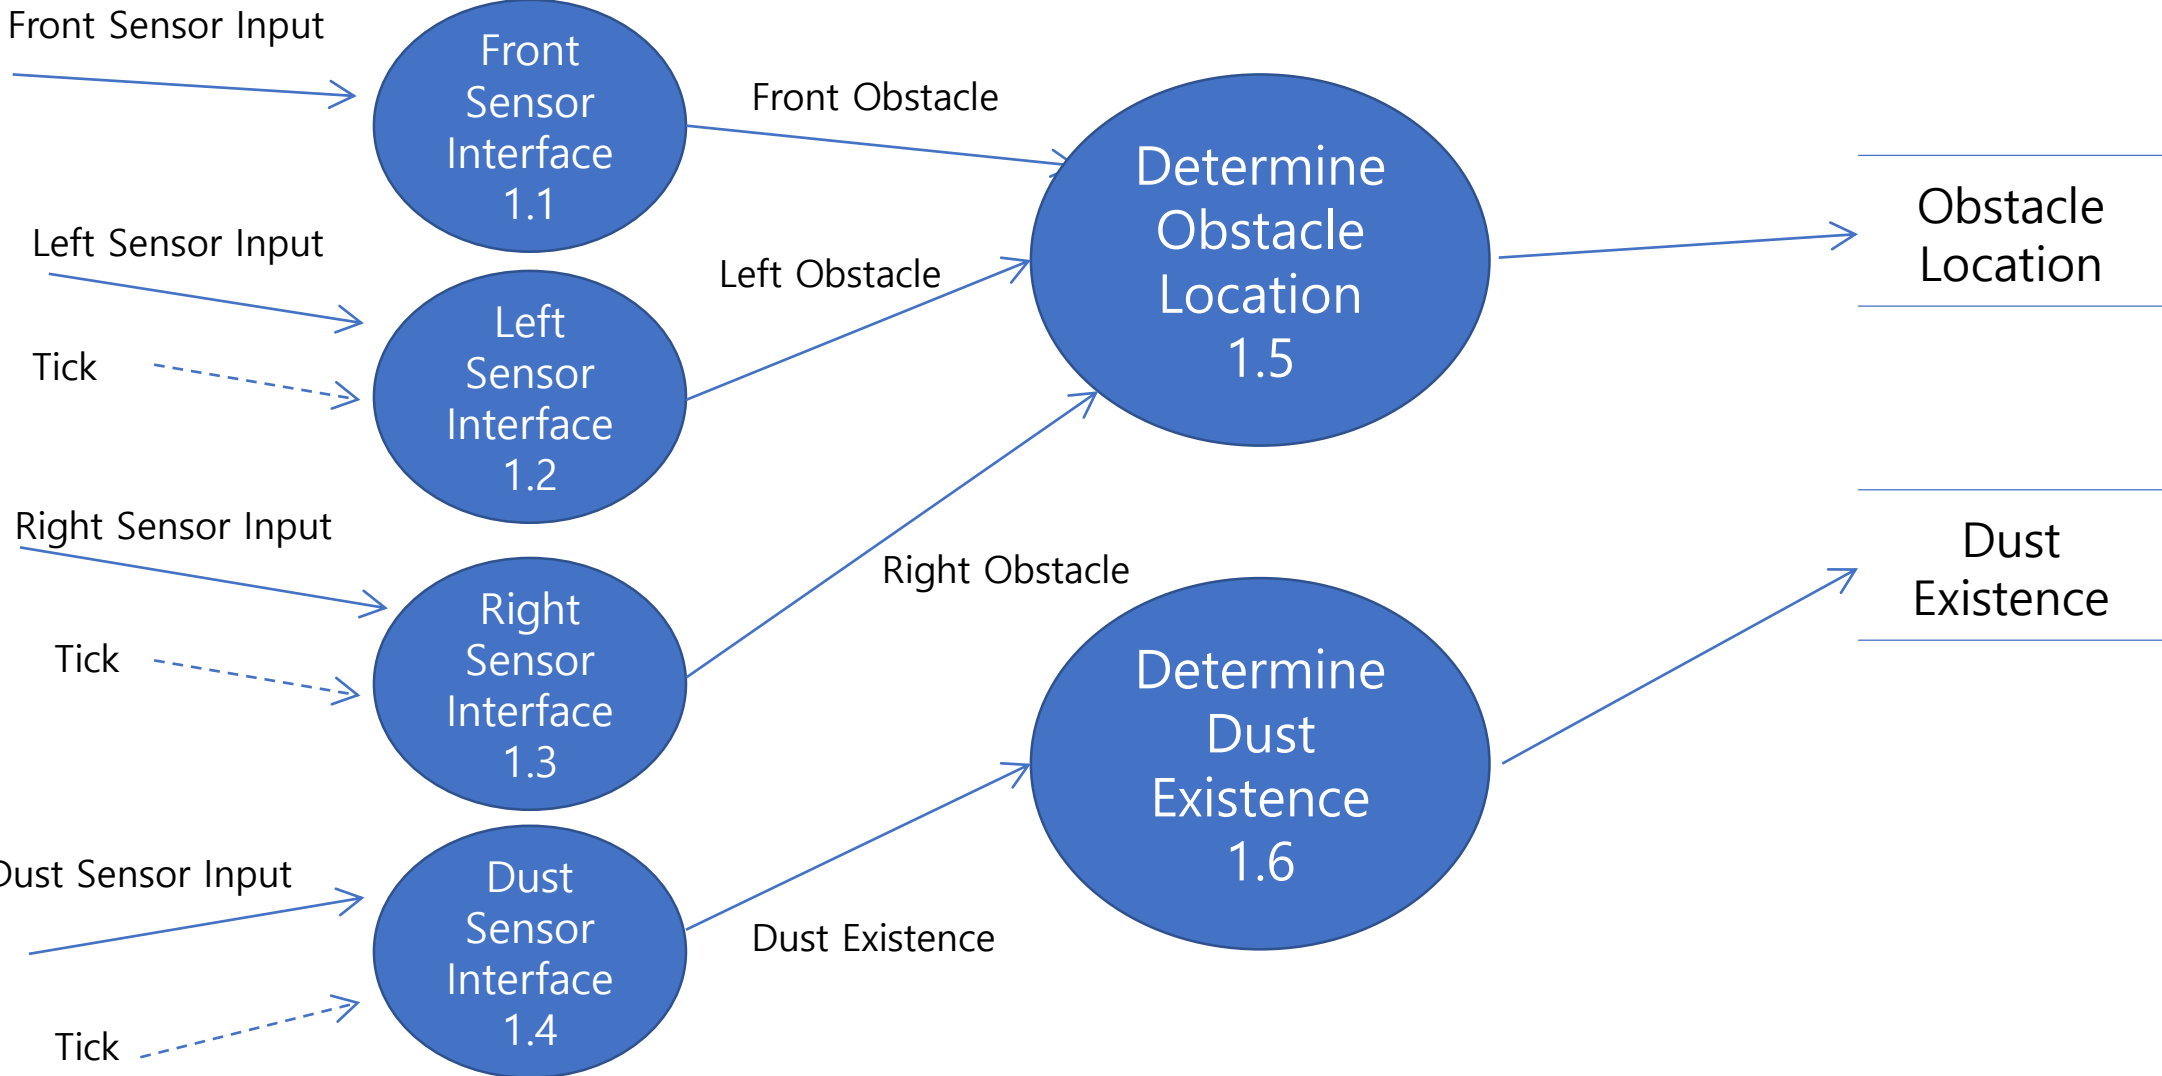 Front Sensor Input
Front
Sensor
Interface
1.1
Front Obstacle
Left Sensor Input
Tick
Left
Sensor
Interface
1.2
Left Obstacle
Determine
Obstacle
Location
1.5
Obstacle
Location
Right Sensor Input
Tick
Right
Sensor
Interface
1.3
Right Obstacle
Dust Sensor Input
Tick
Dust
Sensor
Interface
1.4
Dust Existence
Determine
Dust
Existence
1.6
Dust
Existence